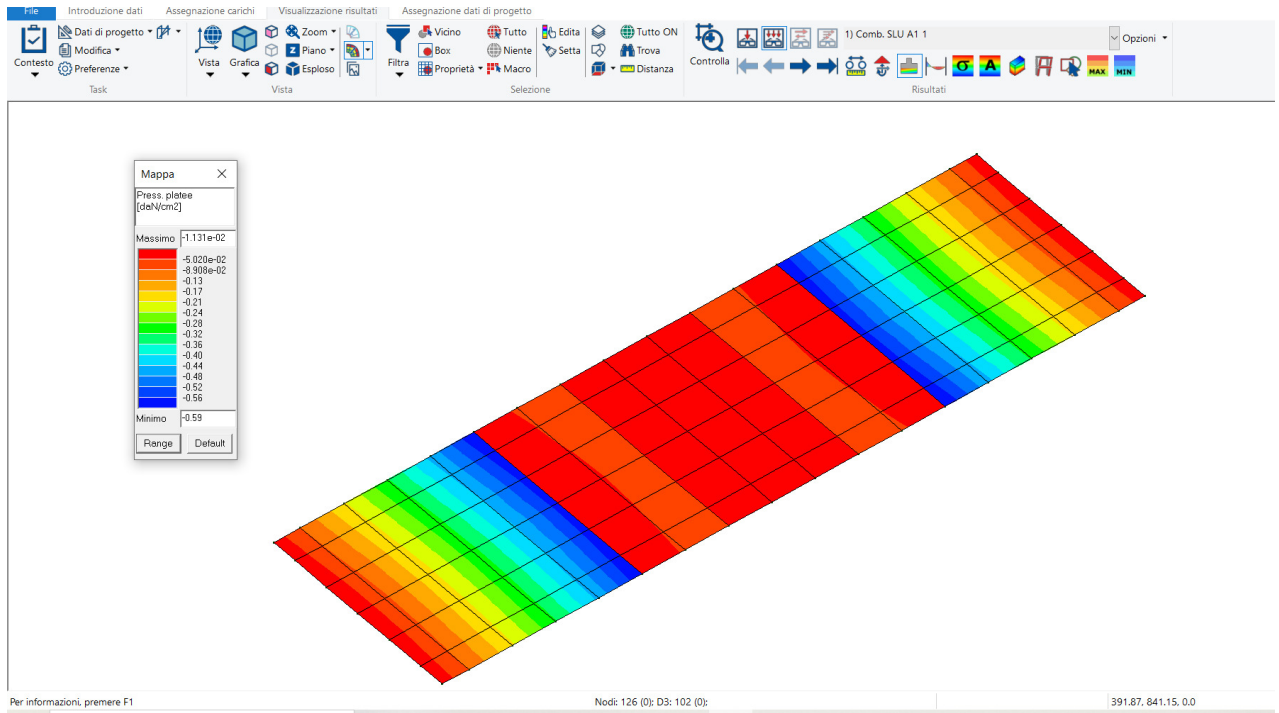 File Introduzione dati Assegnazione carichi Visualizzazione risultati Assegnazione dati di progetto
Contesto
Dati di progetto
Modifica
Preferenze
Task
Vista
Grafica
Zoom
Piano
Esploso
Vista
Filtra
Vicino
Box
Proprietà
Tutto
Niente
Macro
Edita
Setta
Tutto ON
Trova
Distanza
Selezione
Controlla
1) Comb. SLU A1 1
Opzioni
σ
A
MAX
MIN
Risultati
Mappa
Press. platee
[daN/cm2]
Massimo -1.131e-02
-5.020e-02
-8.908e-02
-0.13
-0.17
-0.21
-0.24
-0.28
-0.32
-0.36
-0.40
-0.44
-0.48
-0.52
-0.56
Minimo -0.59
Range Default
Per informazioni, premere F1 Nodi: 126 (0); D3: 102 (0); 391.87, 841.15, 0.0